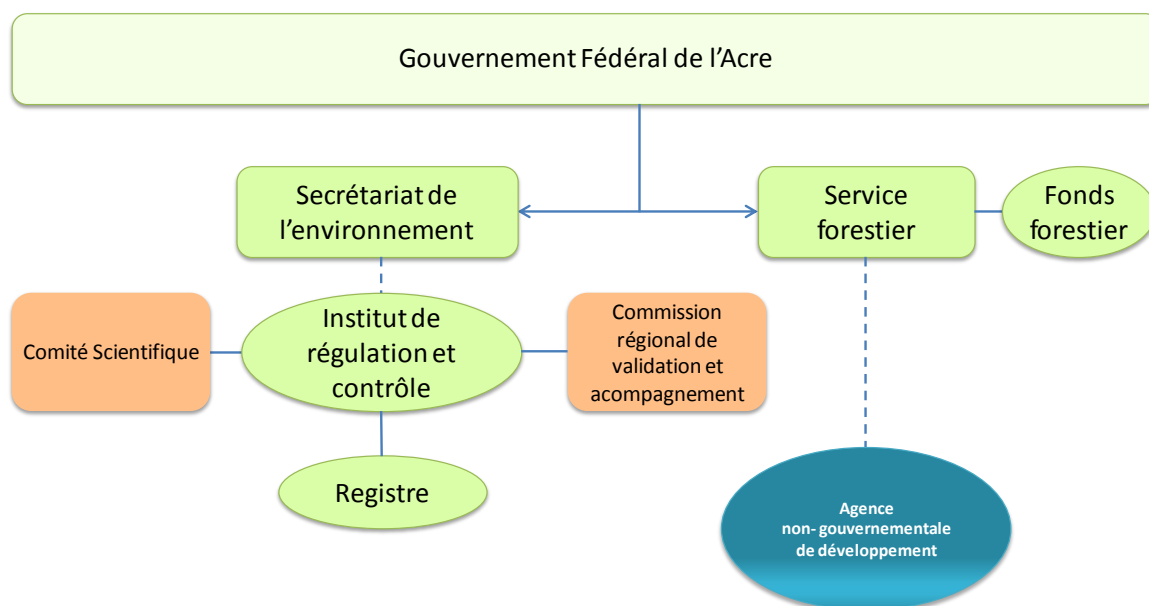 Gouvernement Fédéral de l'Acre
Secrétariat de
l'environnement
Service
forestier
Fonds
forestier
Comité Scientifique
Institut de
régulation et
contrôle
Commission
régional de
validation et
acompagnement
Registre
Agence
non- gouvernementale
de développement